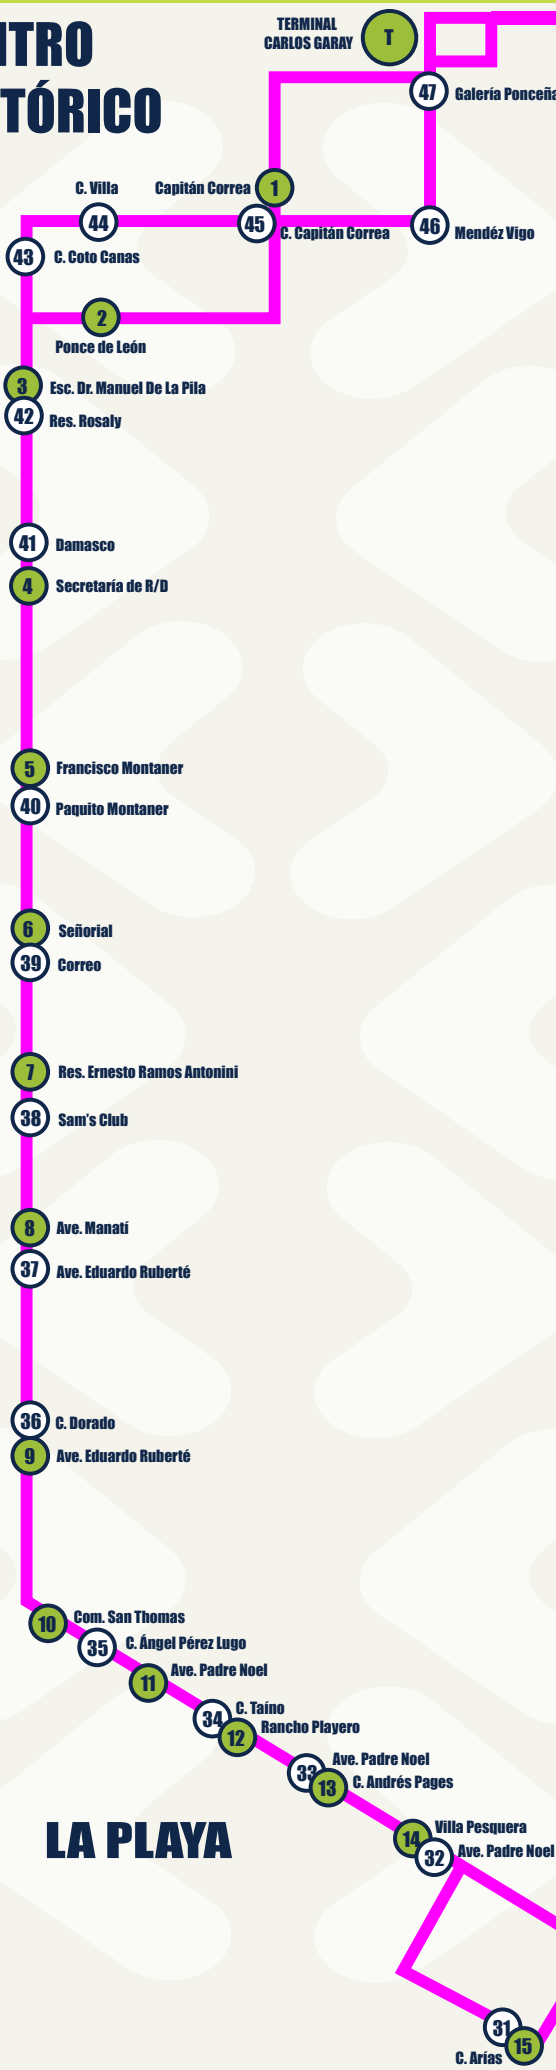 NTRO
TÓRICO
TERMINAL
CARLOS GARAY
T
47 Galería Ponceña
C. Villa
44
Capitán Correa 1
45 C. Capitán Correa
46 Mendéz Vigo
43 C. Coto Canas
2
Ponce de León
3 Esc. Dr. Manuel De La Pila
42 Res. Rosaly
41 Damasco
4 Secretaría de R/D
5 Francisco Montaner
40 Paquito Montaner
6 Señorial
39 Correo
7 Res. Ernesto Ramos Antonini
38 Sam's Club
8 Ave. Manatí
37 Ave. Eduardo Ruberté
36 C. Dorado
9 Ave. Eduardo Ruberté
10 Com. San Thomas
35 C. Ángel Pérez Lugo
11 Ave. Padre Noel
34 C. Taíno
12 Rancho Playero
33 Ave. Padre Noel
13 C. Andrés Pages
14 Villa Pesquera
32 Ave. Padre Noel
LA PLAYA
31
C. Arías 15